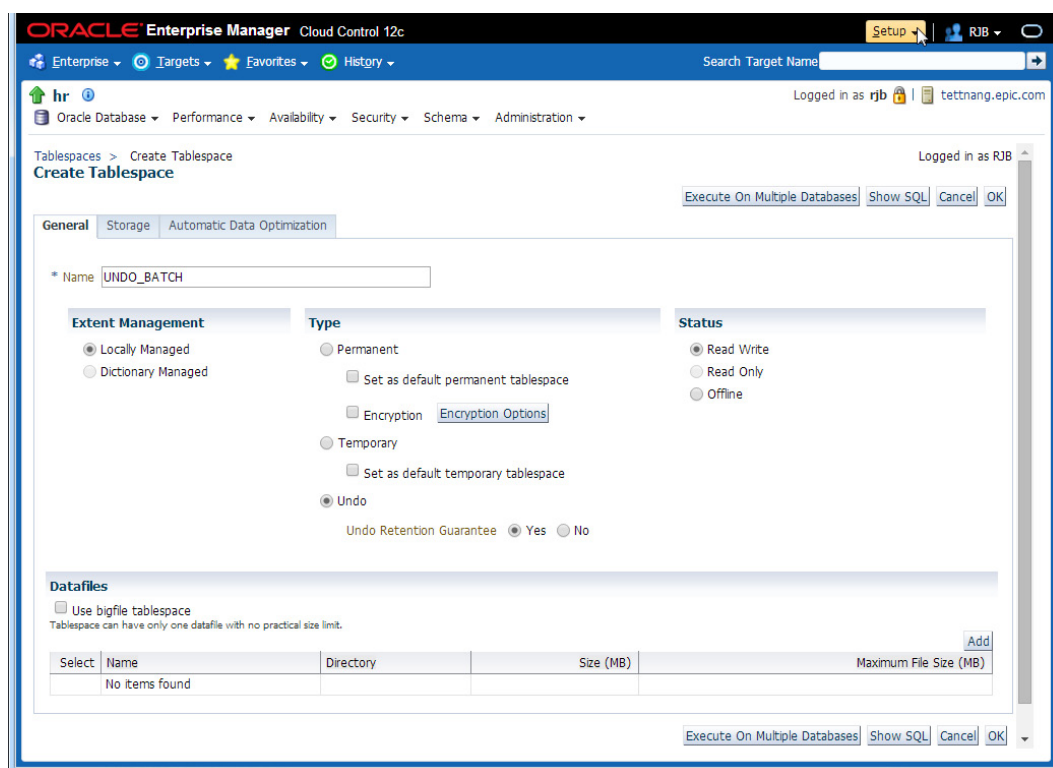 ORACLE Enterprise Manager Cloud Control 12c
Setup
RJB
Enterprise Targets Favorites History
Search Target Name
hr
Logged in as rjb
tettnang.epic.com
Oracle Database Performance Availability Security Schema Administration
Tablespaces > Create Tablespace
Logged in as RJB
Create Tablespace
Execute On Multiple Databases Show SQL Cancel OK
General Storage Automatic Data Optimization
* Name UNDO_BATCH
Extent Management
Locally Managed
Dictionary Managed
Type
Permanent
Set as default permanent tablespace
Encryption Encryption Options
Temporary
Set as default temporary tablespace
Undo
Undo Retention Guarantee Yes No
Status
Read Write
Read Only
Offline
Datafiles
Use bigfile tablespace
Tablespace can have only one datafile with no practical size limit.
Add
Select Name Directory Size (MB) Maximum File Size (MB)
No items found
Execute On Multiple Databases Show SQL Cancel OK